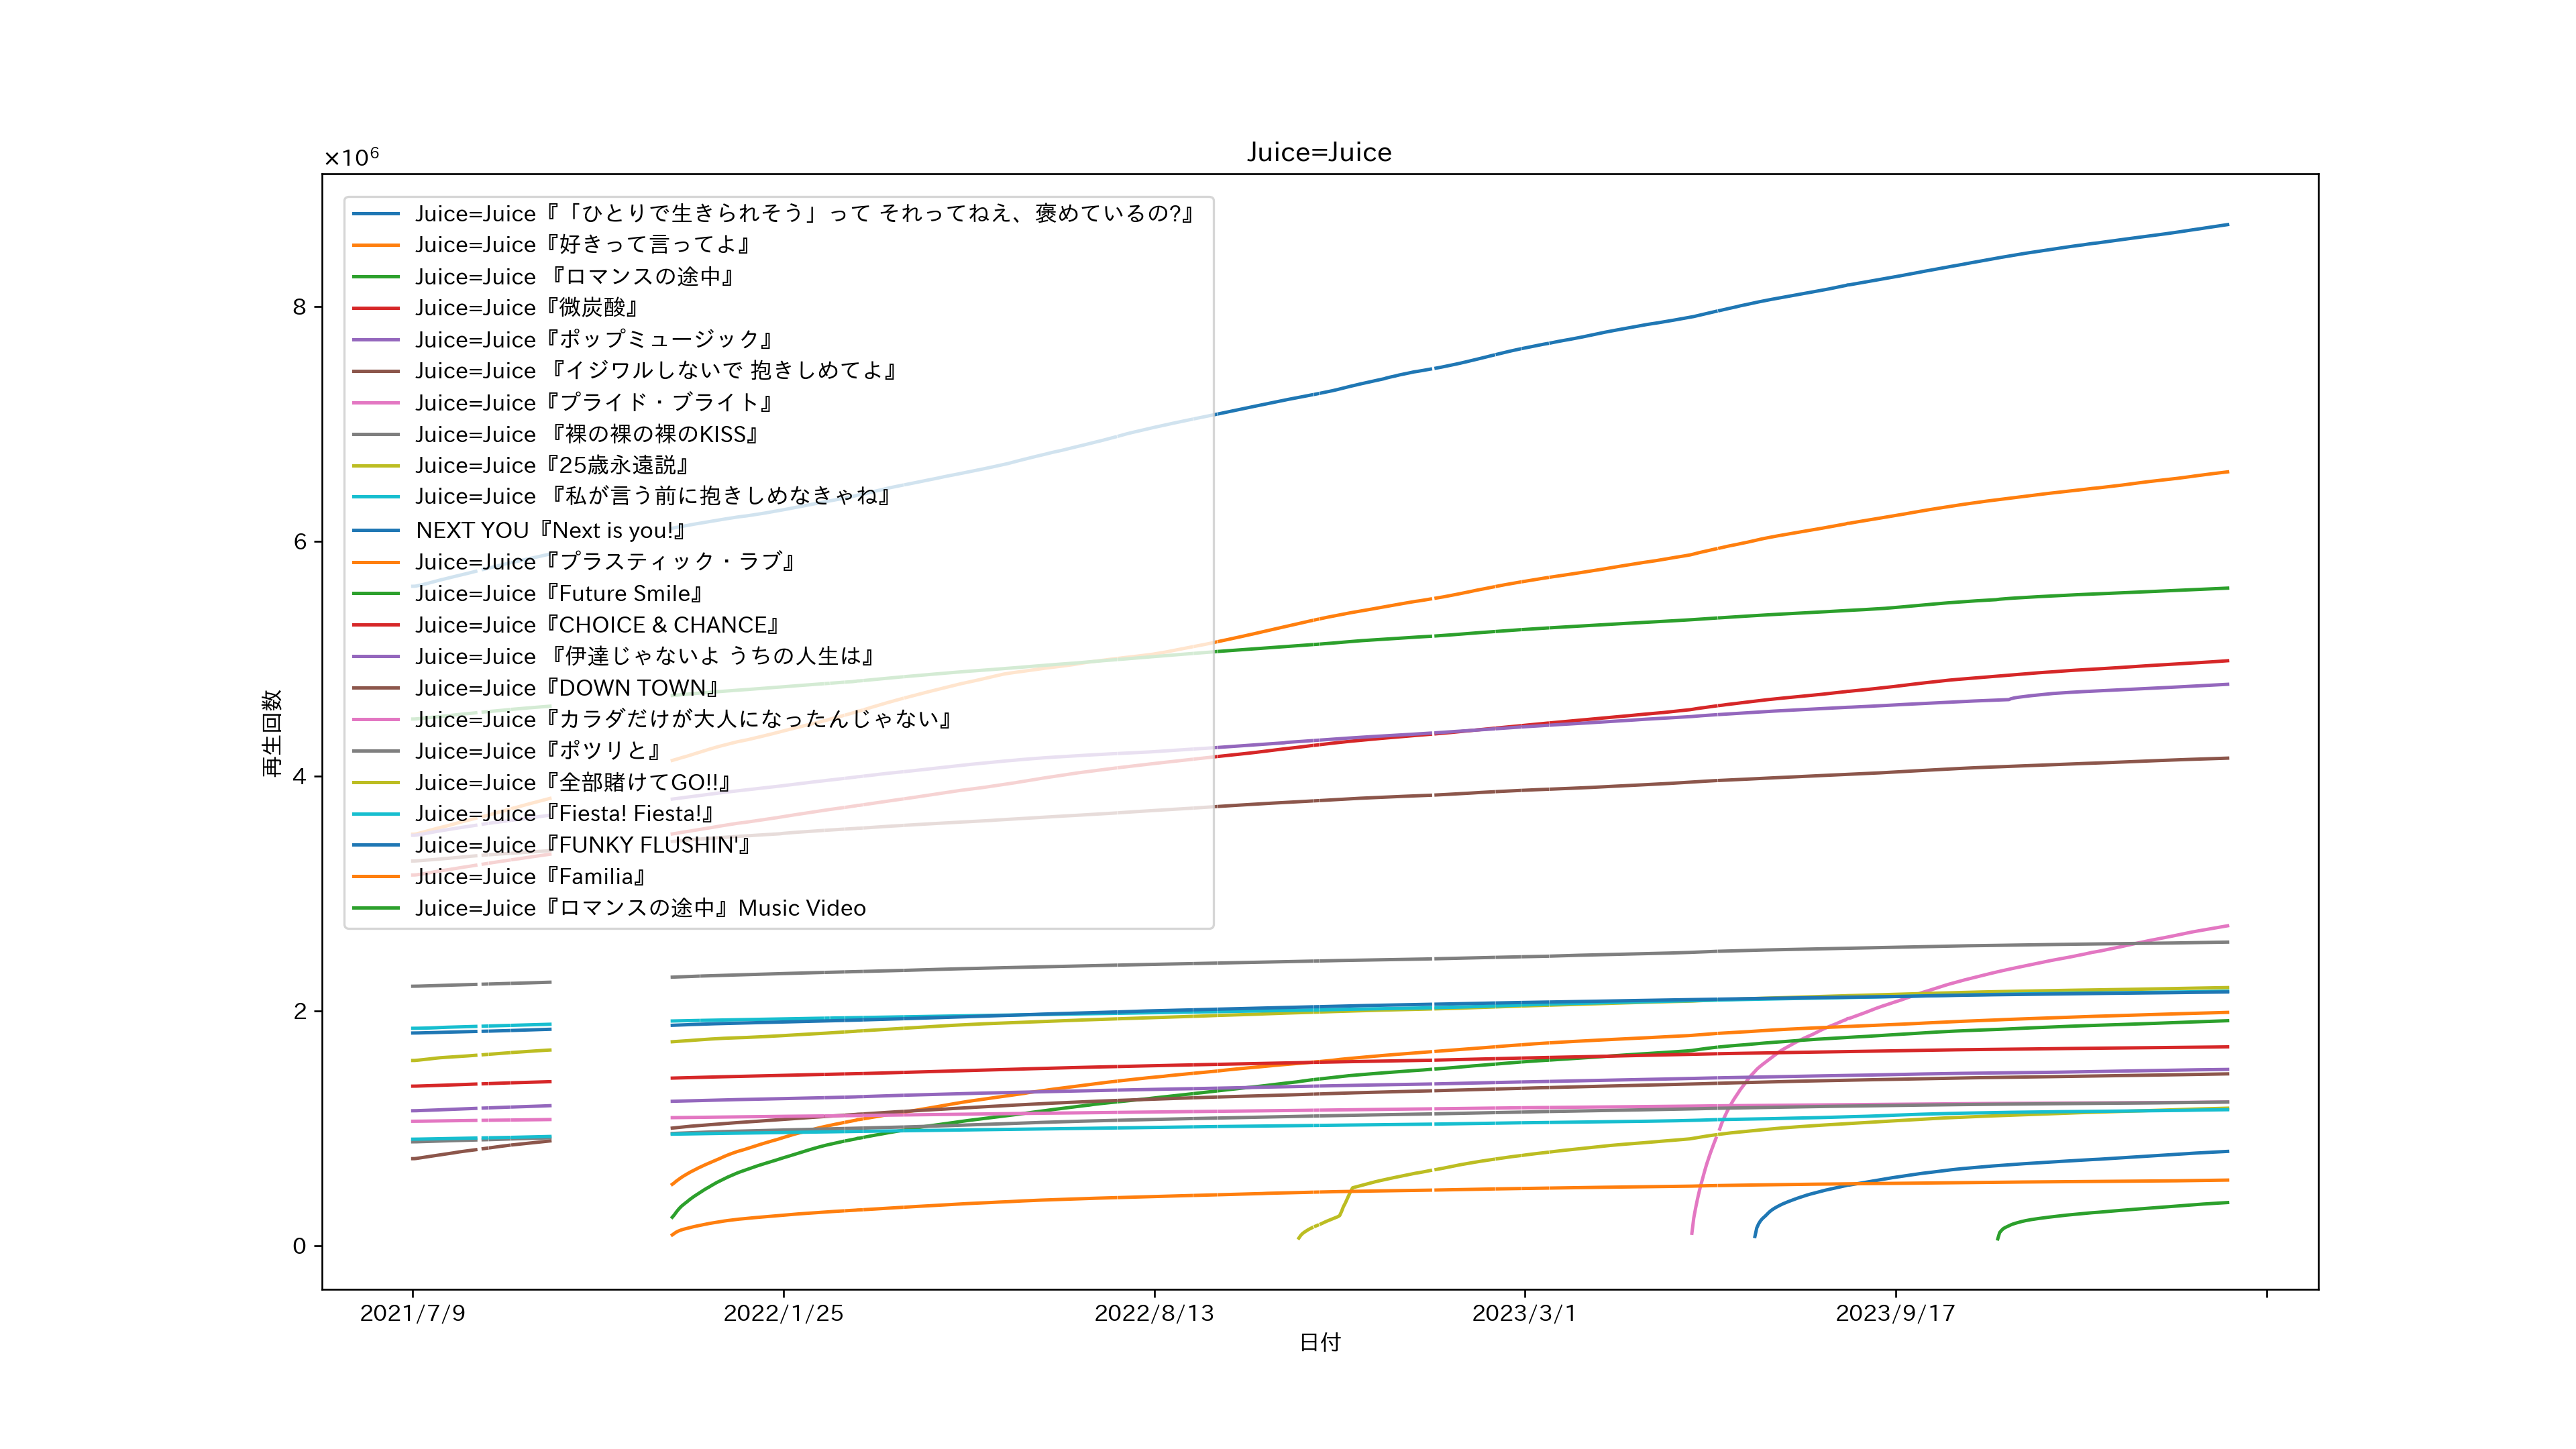 Juice=Juice
×10⁶
Juice=Juice『「ひとりで生きられそう」って それってねえ、褒めているの?』
Juice=Juice『好きって言ってよ』
Juice=Juice 『ロマンスの途中』
Juice=Juice『微炭酸』
Juice=Juice『ポップミュージック』
Juice=Juice 『イジワルしないで 抱きしめてよ』
Juice=Juice『プライド・ブライト』
Juice=Juice 『裸の裸の裸のKISS』
Juice=Juice『25歳永遠説』
Juice=Juice 『私が言う前に抱きしめなきゃね』
NEXT YOU『Next is you!』
Juice=Juice『プラスティック・ラブ』
Juice=Juice『Future Smile』
Juice=Juice『CHOICE & CHANCE』
Juice=Juice 『伊達じゃないよ うちの人生は』
Juice=Juice『DOWN TOWN』
Juice=Juice『カラダだけが大人になったんじゃない』
Juice=Juice『ポツリと』
Juice=Juice『全部賭けてGO!!』
Juice=Juice『Fiesta! Fiesta!』
Juice=Juice『FUNKY FLUSHIN'』
Juice=Juice『Familia』
Juice=Juice『ロマンスの途中』Music Video
8
6
4
2
0
再生回数
2021/7/9
2022/1/25
2022/8/13
2023/3/1
2023/9/17
日付